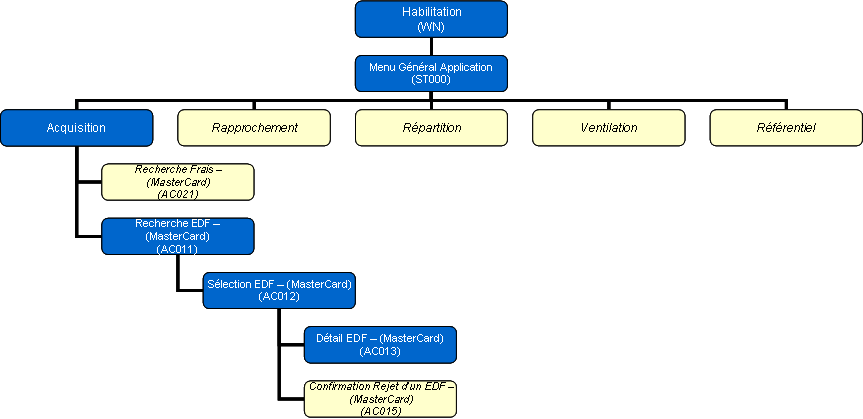 Habilitation
(WN)
Menu Général Application
(ST000)
Acquisition
Rapprochement
Répartition
Ventilation
Référentiel
Recherche Frais –
(MasterCard)
(AC021)
Recherche EDF –
(MasterCard)
(AC011)
Sélection EDF – (MasterCard)
(AC012)
Détail EDF – (MasterCard)
(AC013)
Confirmation Rejet d'un EDF –
(MasterCard)
(AC015)